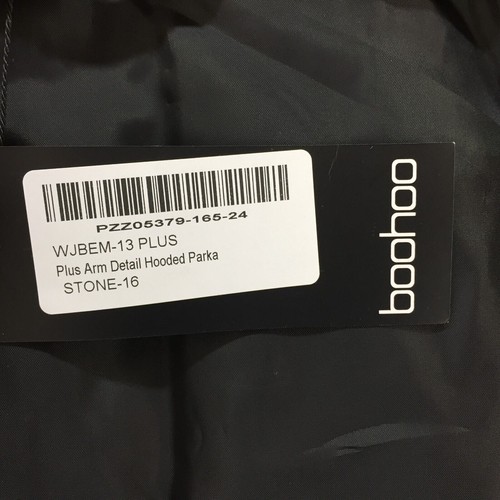 PZZ05379-165-24
WJBEM-13 PLUS
Plus Arm Detail Hooded Parka
STONE-16
boohoo